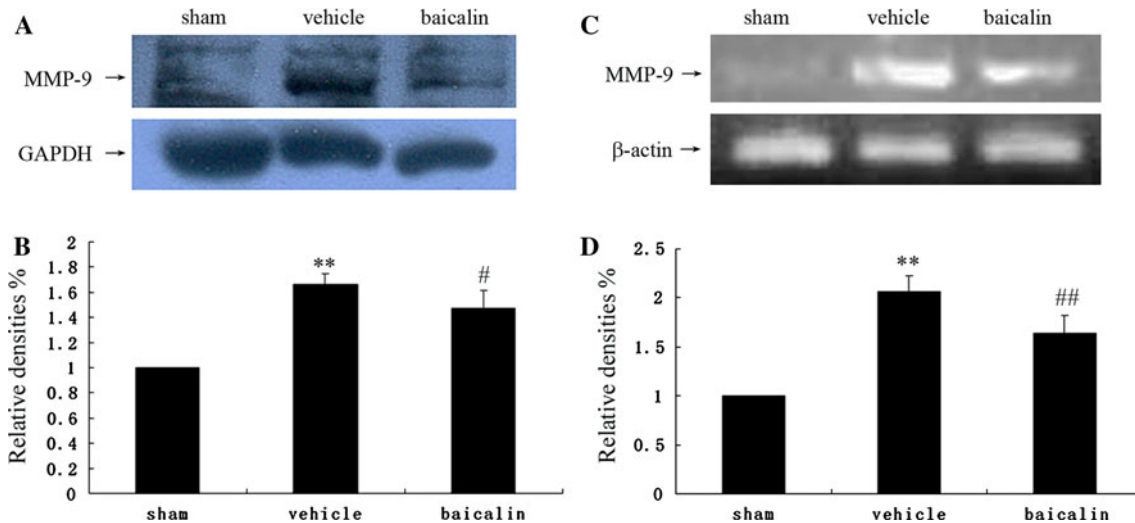 A
sham vehicle baicalin
MMP-9
GAPDH
B
Relative densities %
2
1.8
1.6
1.4
1.2
1
0.8
0.6
0.4
0.2
0
**
#
sham vehicle baicalin
C
sham vehicle baicalin
MMP-9
β-actin
D
Relative densities %
2.5
2
1.5
1
0.5
0
**
##
sham vehicle baicalin